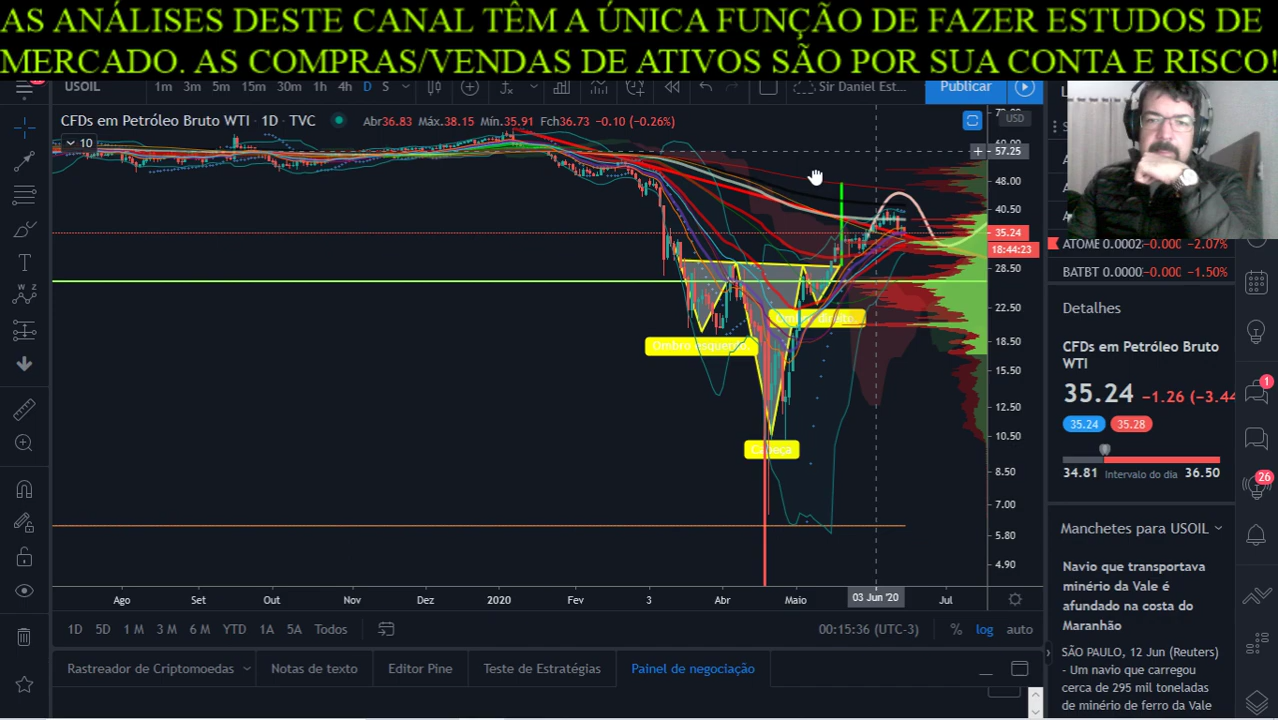 AS ANÁLISES DESTE CANAL TÊM A ÚNICA FUNÇÃO DE FAZER ESTUDOS DE
MERCADO. AS COMPRAS/VENDAS DE ATIVOS SÃO POR SUA CONTA E RISCO!
USOIL 1m 3m 5m 15m 30m 1h 4h D S Sir Daniel Est... Publicar
CFDs em Petróleo Bruto WTI · 1D · TVC Abr36.83 Máx.38.15 Mín.35.91 Fch36.73 -0.10 (-0.26%)
10
USD
57.25
48.00
40.50
35.24
18:44:23
28.50
22.50
18.50
15.50
12.50
10.50
8.50
7.00
5.80
4.90
Ombro esquerdo.
Cabeça
Ago Set Out Nov Dez 2020 Fev 3 Abr Maio 03 Jun '20 Jul
1D 5D 1 M 3 M 6 M YTD 1A 5A Todos 00:15:36 (UTC-3) % log auto
Rastreador de Criptomoedas Notas de texto Editor Pine Teste de Estratégias Painel de negociação
ATOME 0.0002 -0.000 -2.07%
BATBT 0.0000 -0.000 -1.50%
Detalhes
CFDs em Petróleo Bruto
WTI
35.24 -1.26 (-3.44
35.24 35.28
34.81 Intervalo do dia 36.50
Manchetes para USOIL
Navio que transportava
minério da Vale é
afundado na costa do
Maranhão
SÃO PAULO, 12 Jun (Reuters)
- Um navio que carregou
cerca de 295 mil toneladas
de minério de ferro da Vale
1
26